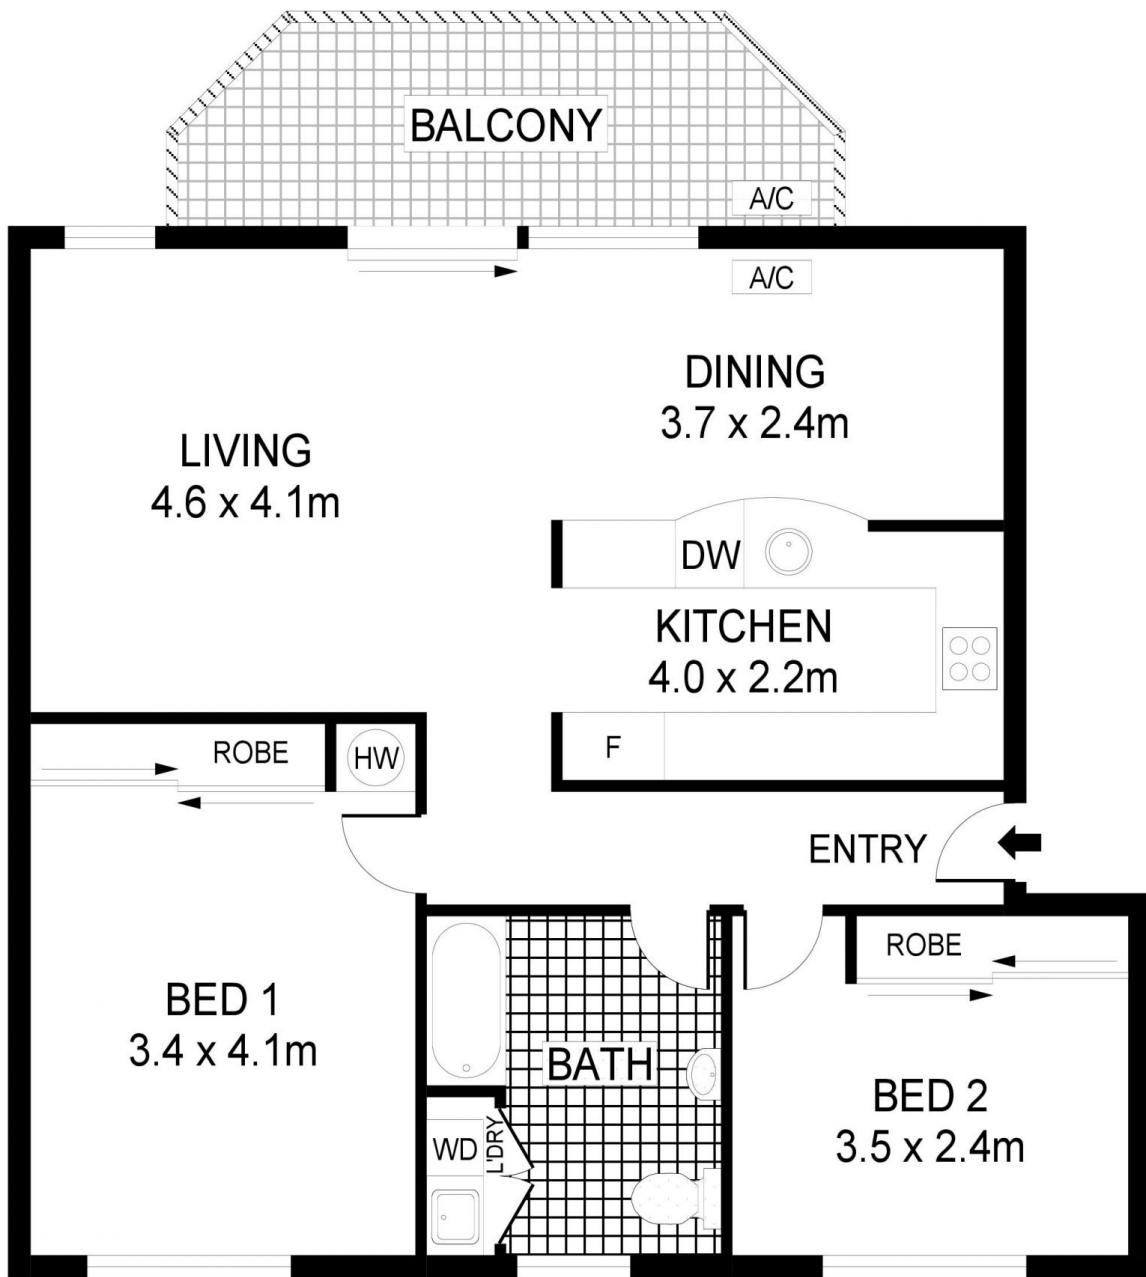 BALCONY
A/C
A/C
DINING
3.7 x 2.4m
LIVING
4.6 x 4.1m
DW
KITCHEN
4.0 x 2.2m
F
ROBE
HW
ENTRY
ROBE
BED 1
3.4 x 4.1m
BATH
BED 2
3.5 x 2.4m
WD
L'DRY